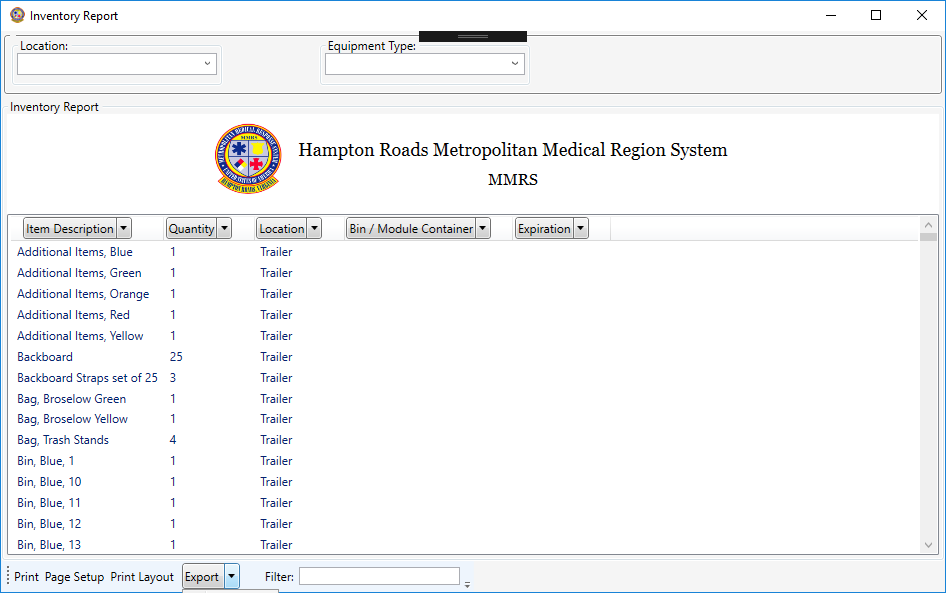 Inventory Report
Location:
Equipment Type:
Inventory Report
MMRS
HAMPTON ROADS, VIRGINIA
Hampton Roads Metropolitan Medical Region System
MMRS
Item Description Quantity Location Bin / Module Container Expiration
Additional Items, Blue 1 Trailer
Additional Items, Green 1 Trailer
Additional Items, Orange 1 Trailer
Additional Items, Red 1 Trailer
Additional Items, Yellow 1 Trailer
Backboard 25 Trailer
Backboard Straps set of 25 3 Trailer
Bag, Broselow Green 1 Trailer
Bag, Broselow Yellow 1 Trailer
Bag, Trash Stands 4 Trailer
Bin, Blue, 1 1 Trailer
Bin, Blue, 10 1 Trailer
Bin, Blue, 11 1 Trailer
Bin, Blue, 12 1 Trailer
Bin, Blue, 13 1 Trailer
Print Page Setup Print Layout Export Filter: